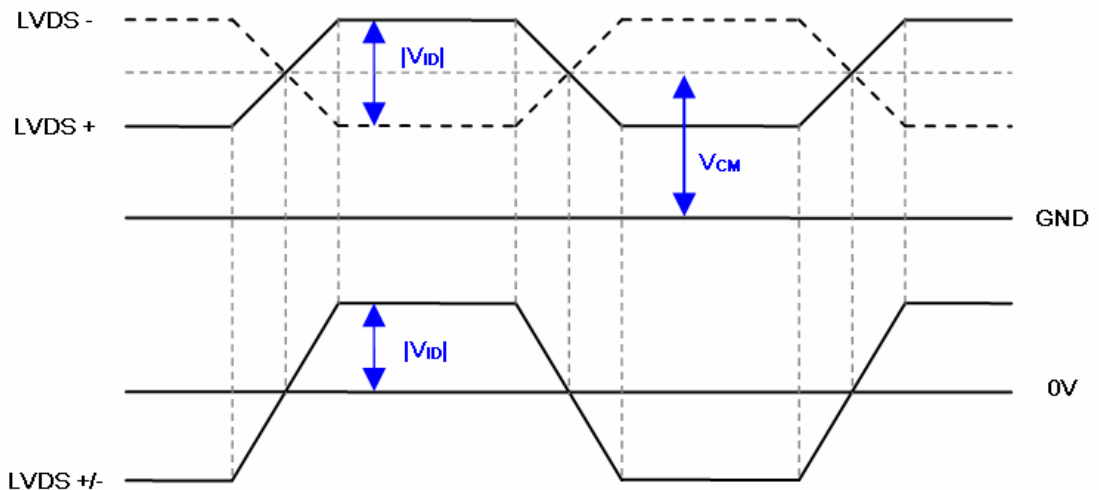 LVDS -
|VID|
LVDS +
VCM
GND
|VID|
0V
LVDS +/-